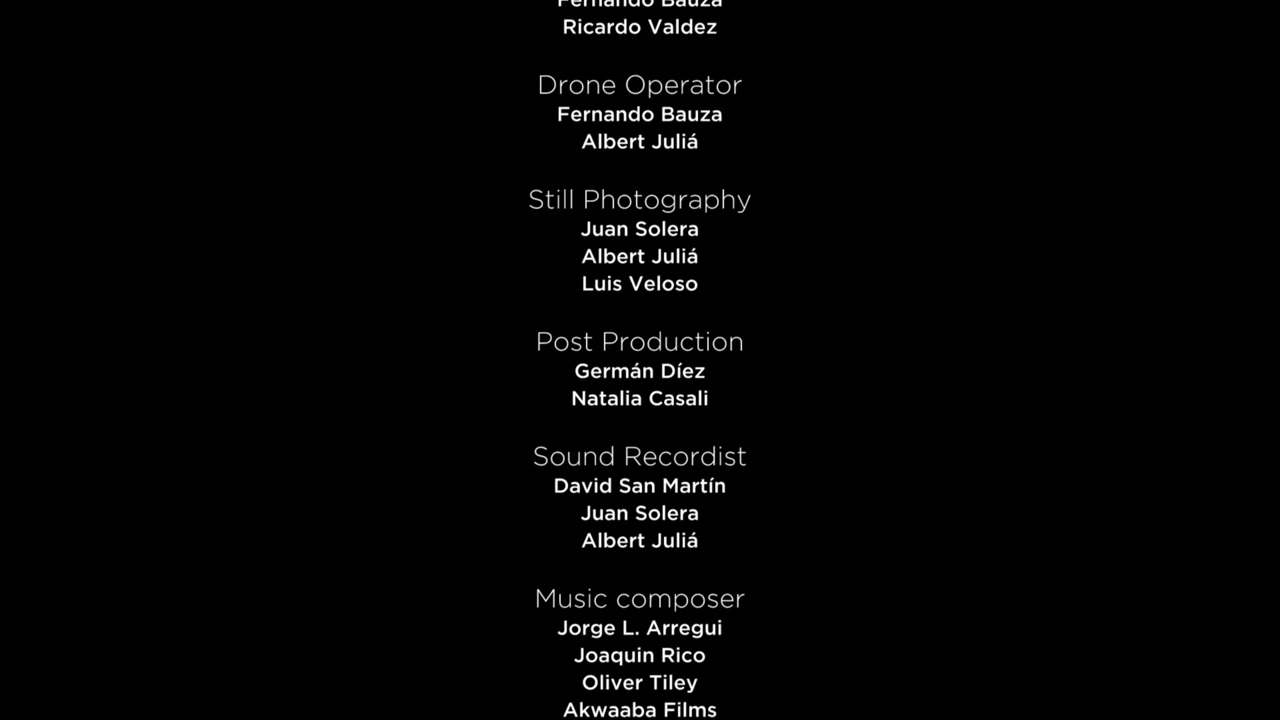 Fernando Bauza
Ricardo Valdez
Drone Operator
Fernando Bauza
Albert Juliá
Still Photography
Juan Solera
Albert Juliá
Luis Veloso
Post Production
Germán Díez
Natalia Casali
Sound Recordist
David San Martín
Juan Solera
Albert Juliá
Music composer
Jorge L. Arregui
Joaquin Rico
Oliver Tiley
Akwaaba Films